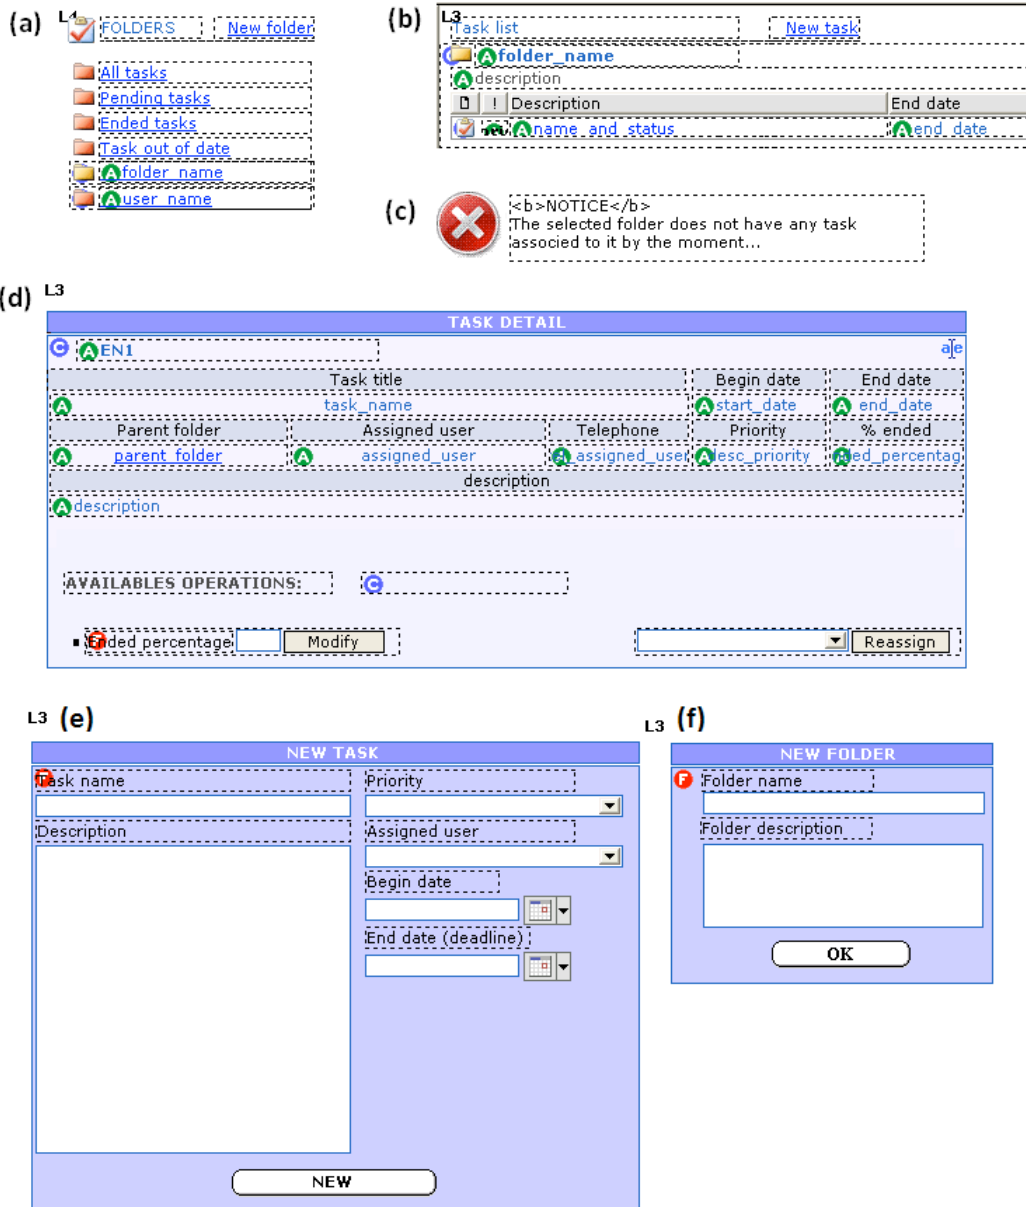 (a)
L4
FOLDERS New folder
All tasks
Pending tasks
Ended tasks
Task out of date
A folder_name
A user_name
(b)
L3
Task list New task
A folder_name
A description
! Description End date
A name_and_status A end_date
(c)
<b>NOTICE</b>
The selected folder does not have any task
associed to it by the moment...
(d)
L3
TASK DETAIL
C A EN1
Task title Begin date End date
A task_name A start_date A end_date
Parent folder Assigned user Telephone Priority % ended
A parent_folder A assigned_user A _assigned_user A desc_priority A ded_percentag
description
A description
AVAILABLES OPERATIONS: C
Ended percentage Modify Reassign
L3 (e)
NEW TASK
Task name Priority
Description Assigned user
Begin date
End date (deadline)
NEW
L3 (f)
NEW FOLDER
F Folder name
Folder description
OK